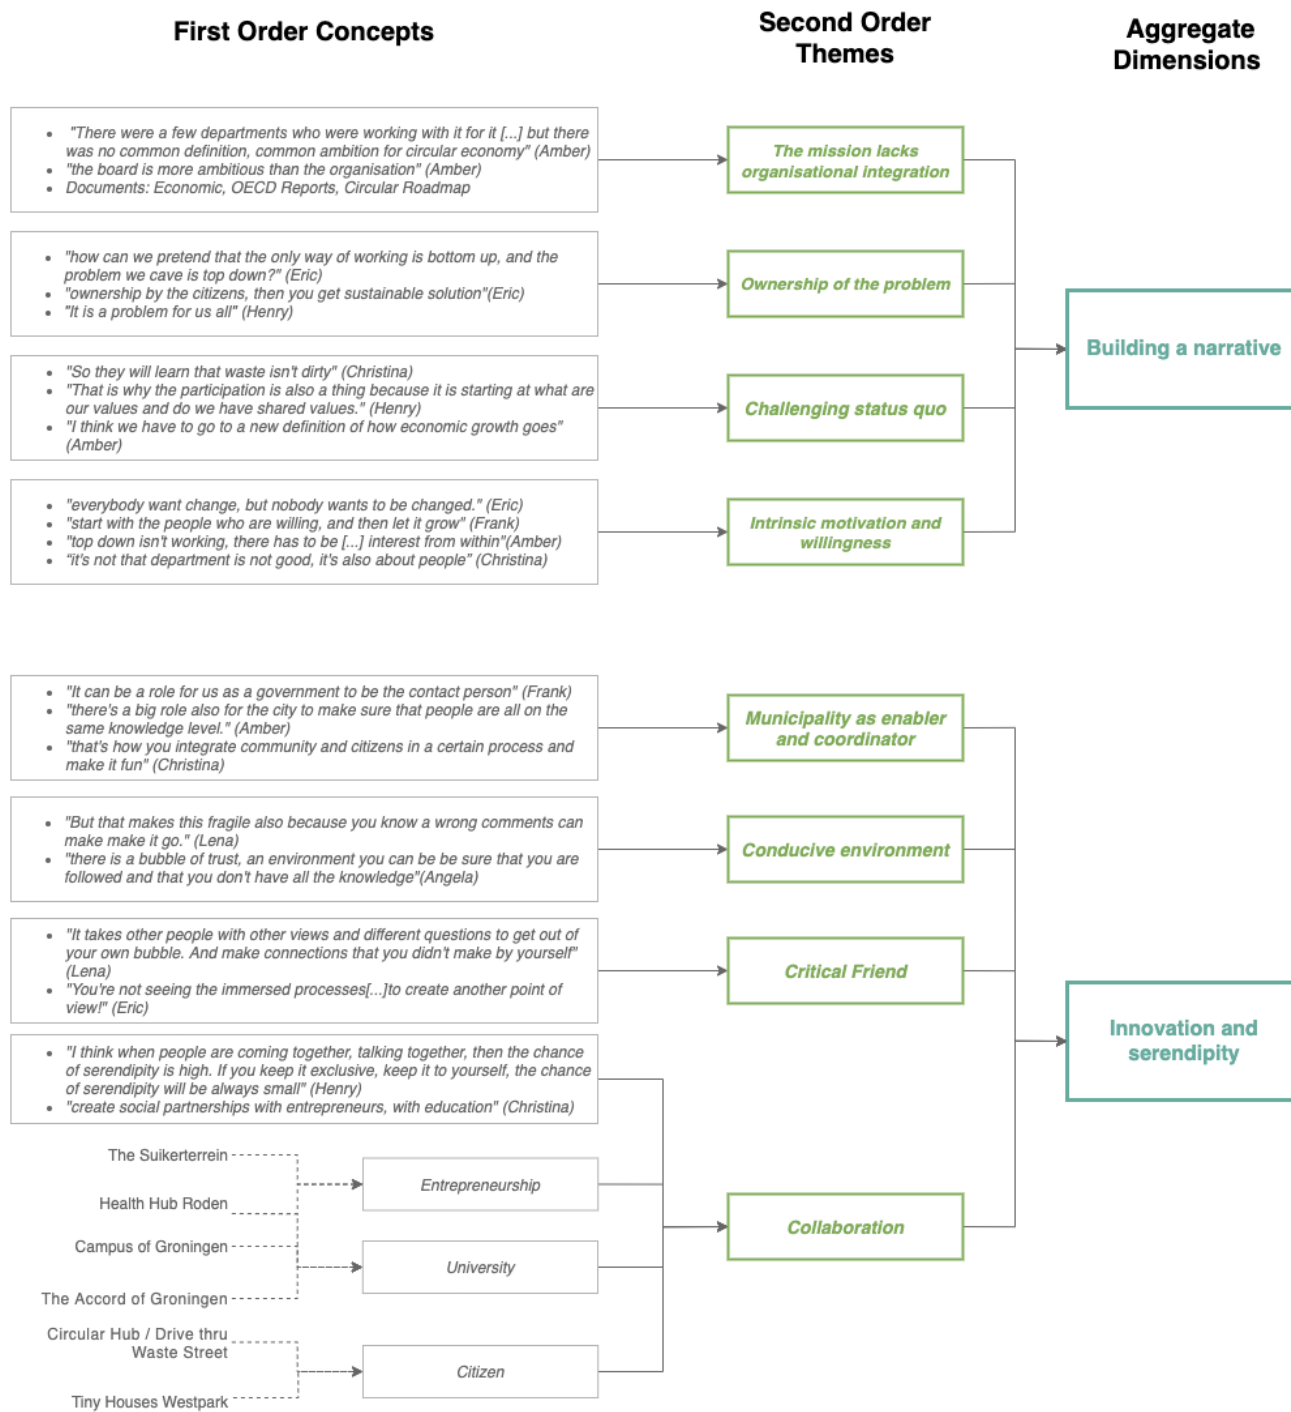 First Order Concepts
Second Order
Themes
Aggregate
Dimensions
• "There were a few departments who were working with it for it [...] but there
was no common definition, common ambition for circular economy" (Amber)
• "the board is more ambitious than the organisation" (Amber)
• Documents: Economic, OECD Reports, Circular Roadmap
The mission lacks
organisational integration
• "how can we pretend that the only way of working is bottom up, and the
problem we cave is top down?" (Eric)
• "ownership by the citizens, then you get sustainable solution"(Eric)
• "It is a problem for us all" (Henry)
Ownership of the problem
Building a narrative
• "So they will learn that waste isn't dirty" (Christina)
• "That is why the participation is also a thing because it is starting at what are
our values and do we have shared values." (Henry)
• "I think we have to go to a new definition of how economic growth goes"
(Amber)
Challenging status quo
• "everybody want change, but nobody wants to be changed." (Eric)
• "start with the people who are willing, and then let it grow" (Frank)
• "top down isn't working, there has to be [...] interest from within"(Amber)
• "it's not that department is not good, it's also about people" (Christina)
Intrinsic motivation and
willingness
• "It can be a role for us as a government to be the contact person" (Frank)
• "there's a big role also for the city to make sure that people are all on the
same knowledge level." (Amber)
• "that's how you integrate community and citizens in a certain process and
make it fun" (Christina)
Municipality as enabler
and coordinator
• "But that makes this fragile also because you know a wrong comments can
make make it go." (Lena)
• "there is a bubble of trust, an environment you can be be sure that you are
followed and that you don't have all the knowledge"(Angela)
Conducive environment
• "It takes other people with other views and different questions to get out of
your own bubble. And make connections that you didn't make by yourself"
(Lena)
• "You're not seeing the immersed processes[...]to create another point of
view!" (Eric)
Critical Friend
Innovation and
serendipity
• "I think when people are coming together, talking together, then the chance
of serendipity is high. If you keep it exclusive, keep it to yourself, the chance
of serendipity will be always small" (Henry)
• "create social partnerships with entrepreneurs, with education" (Christina)
The Suikerterrein
Health Hub Roden
Campus of Groningen
The Accord of Groningen
Circular Hub / Drive thru
Waste Street
Tiny Houses Westpark
Entrepreneurship
University
Citizen
Collaboration